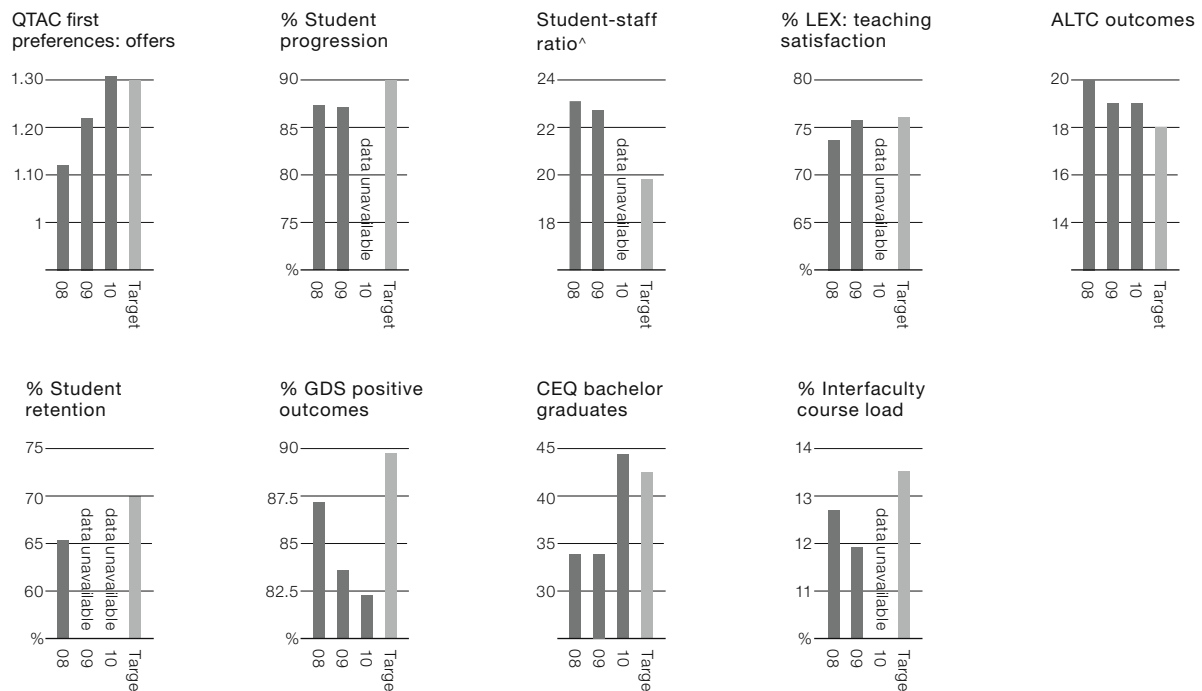 QTAC first
preferences: offers
1.30
1.20
1.10
1
08
09
10
Target
% Student
progression
90
85
80
75
%
data unavailable
08
09
10
Target
Student-staff
ratio^
24
22
20
18
data unavailable
08
09
10
Target
% LEX: teaching
satisfaction
80
75
70
65
%
data unavailable
08
09
10
Target
ALTC outcomes
20
18
16
14
08
09
10
Target
% Student
retention
75
70
65
60
%
data unavailable
data unavailable
08
09
10
Targe
% GDS positive
outcomes
90
87.5
85
82.5
%
08
09
10
Targe
CEQ bachelor
graduates
45
40
35
30
08
09
10
Targe
% Interfaculty
course load
14
13
12
11
%
data unavailable
08
09
10
Targe